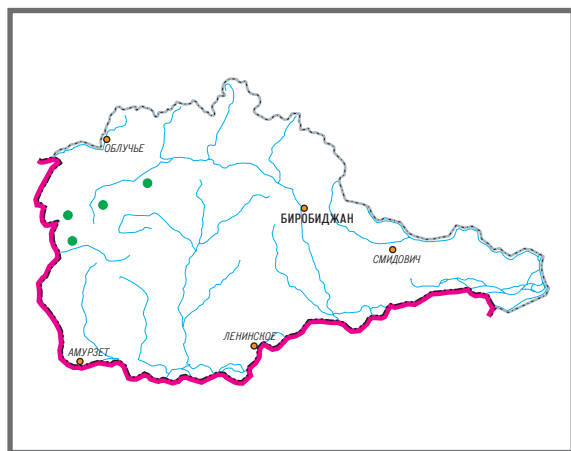 ОБЛУЧЬЕ
БИРОБИДЖАН
СМИДОВИЧ
ЛЕНИНСКОЕ
АМУРЗЕТ